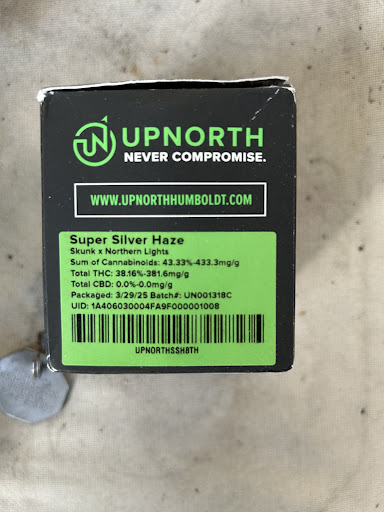 UN UPNORTH
NEVER COMPROMISE.
WWW.UPNORTHHUMBOLDT.COM
Super Silver Haze
Skunk x Northern Lights
Sum of Cannabinoids: 43.33%-433.3mg/g
Total THC: 38.16%-381.6mg/g
Total CBD: 0.0%-0.0mg/g
Packaged: 3/29/25 Batch#: UN001318C
UID: 1A406030004FA9F000001008
UPNORTHSSH8TH